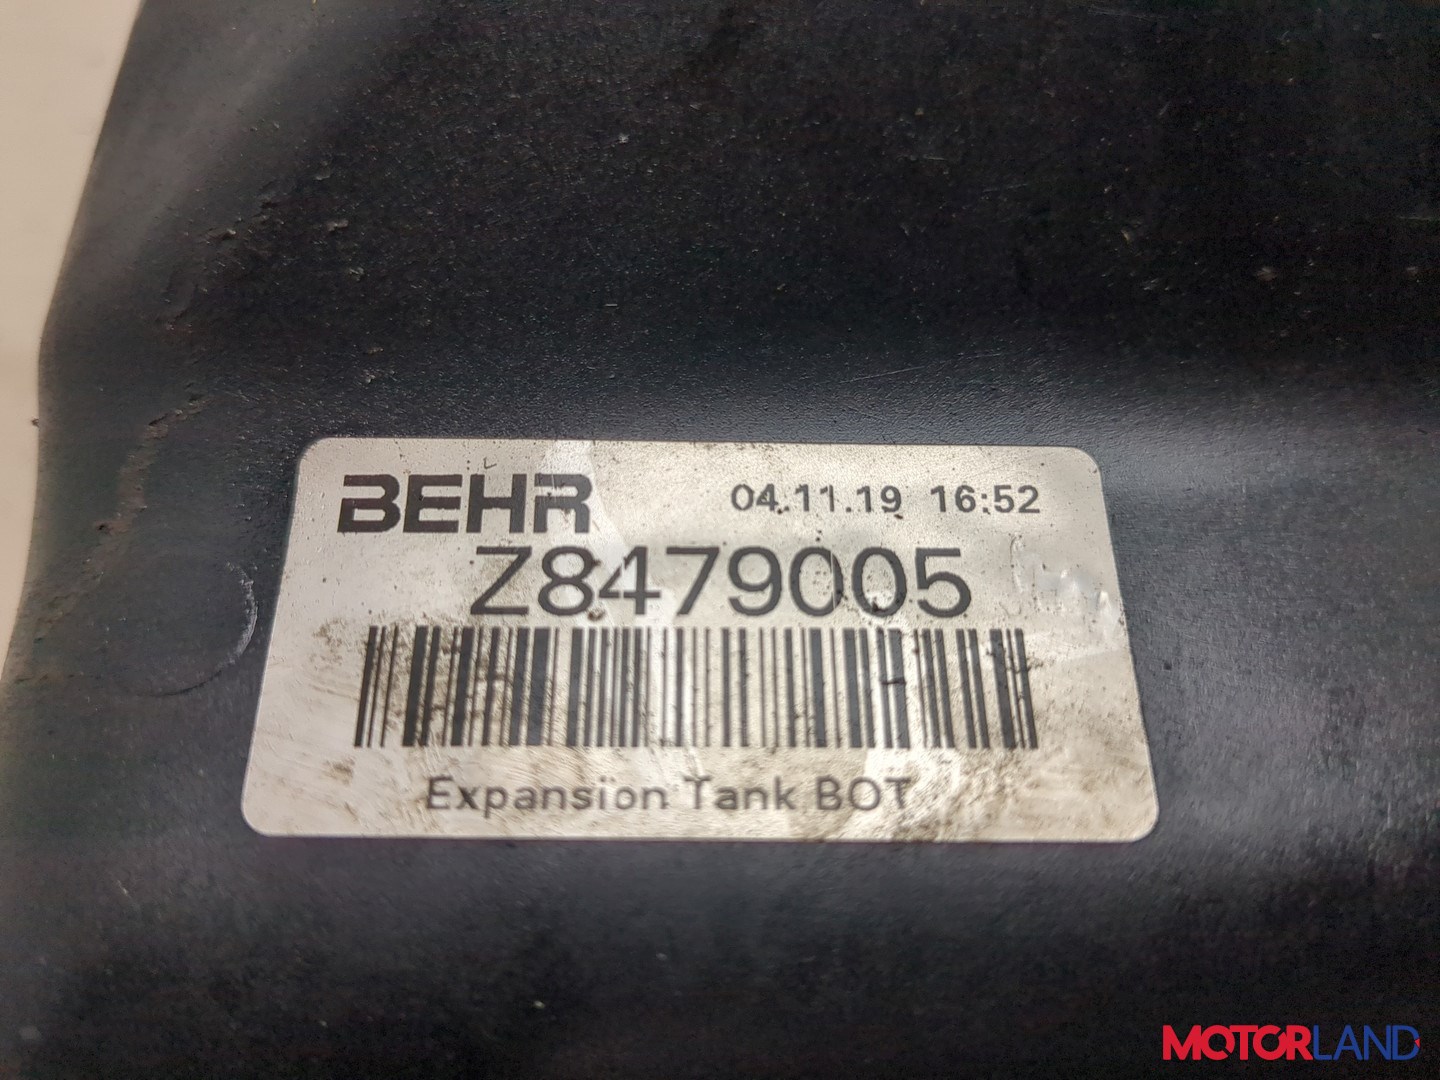 BEHR 04.11.19 16:52
Z8479005
Expansion Tank BOT
MOTORLAND